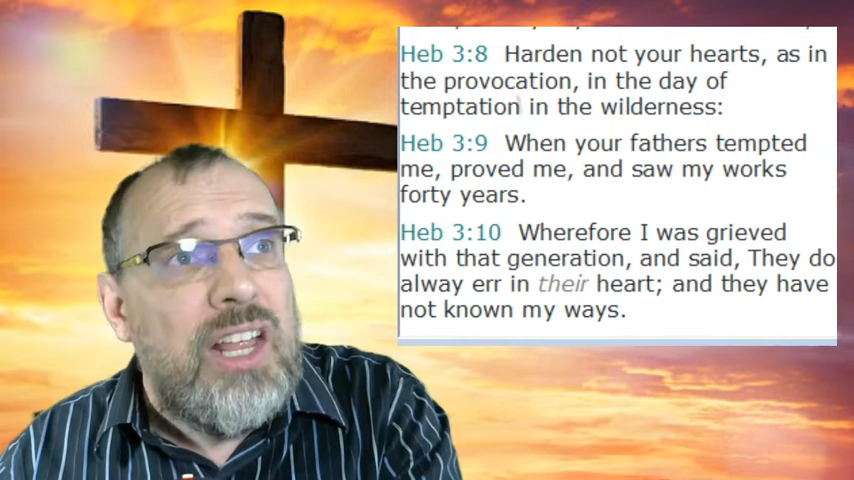 Heb 3:8 Harden not your hearts, as in
the provocation, in the day of
temptation in the wilderness:
Heb 3:9 When your fathers tempted
me, proved me, and saw my works
forty years.
Heb 3:10 Wherefore I was grieved
with that generation, and said, They do
alway err in their heart; and they have
not known my ways.